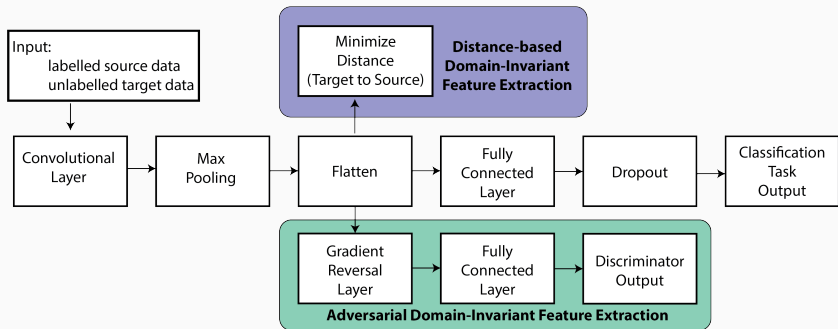 Input:
labelled source data
unlabelled target data
Minimize
Distance
(Target to Source)
Distance-based
Domain-Invariant
Feature Extraction
Convolutional
Layer
Max
Pooling
Flatten
Fully
Connected
Layer
Dropout
Classification
Task
Output
Gradient
Reversal
Layer
Fully
Connected
Layer
Discriminator
Output
Adversarial Domain-Invariant Feature Extraction